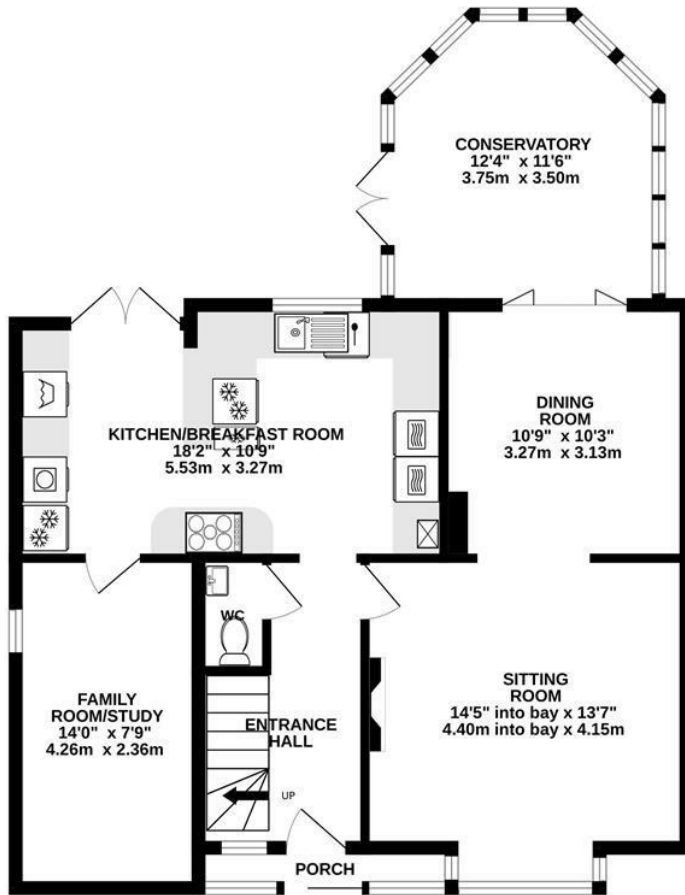 CONSERVATORY
12'4" x 11'6"
3.75m x 3.50m
KITCHEN/BREAKFAST ROOM
18'2" x 10'9"
5.53m x 3.27m
DINING
ROOM
10'9" x 10'3"
3.27m x 3.13m
WC
FAMILY
ROOM/STUDY
14'0" x 7'9"
4.26m x 2.36m
ENTRANCE
HALL
UP
SITTING
ROOM
14'5" into bay x 13'7"
4.40m into bay x 4.15m
PORCH